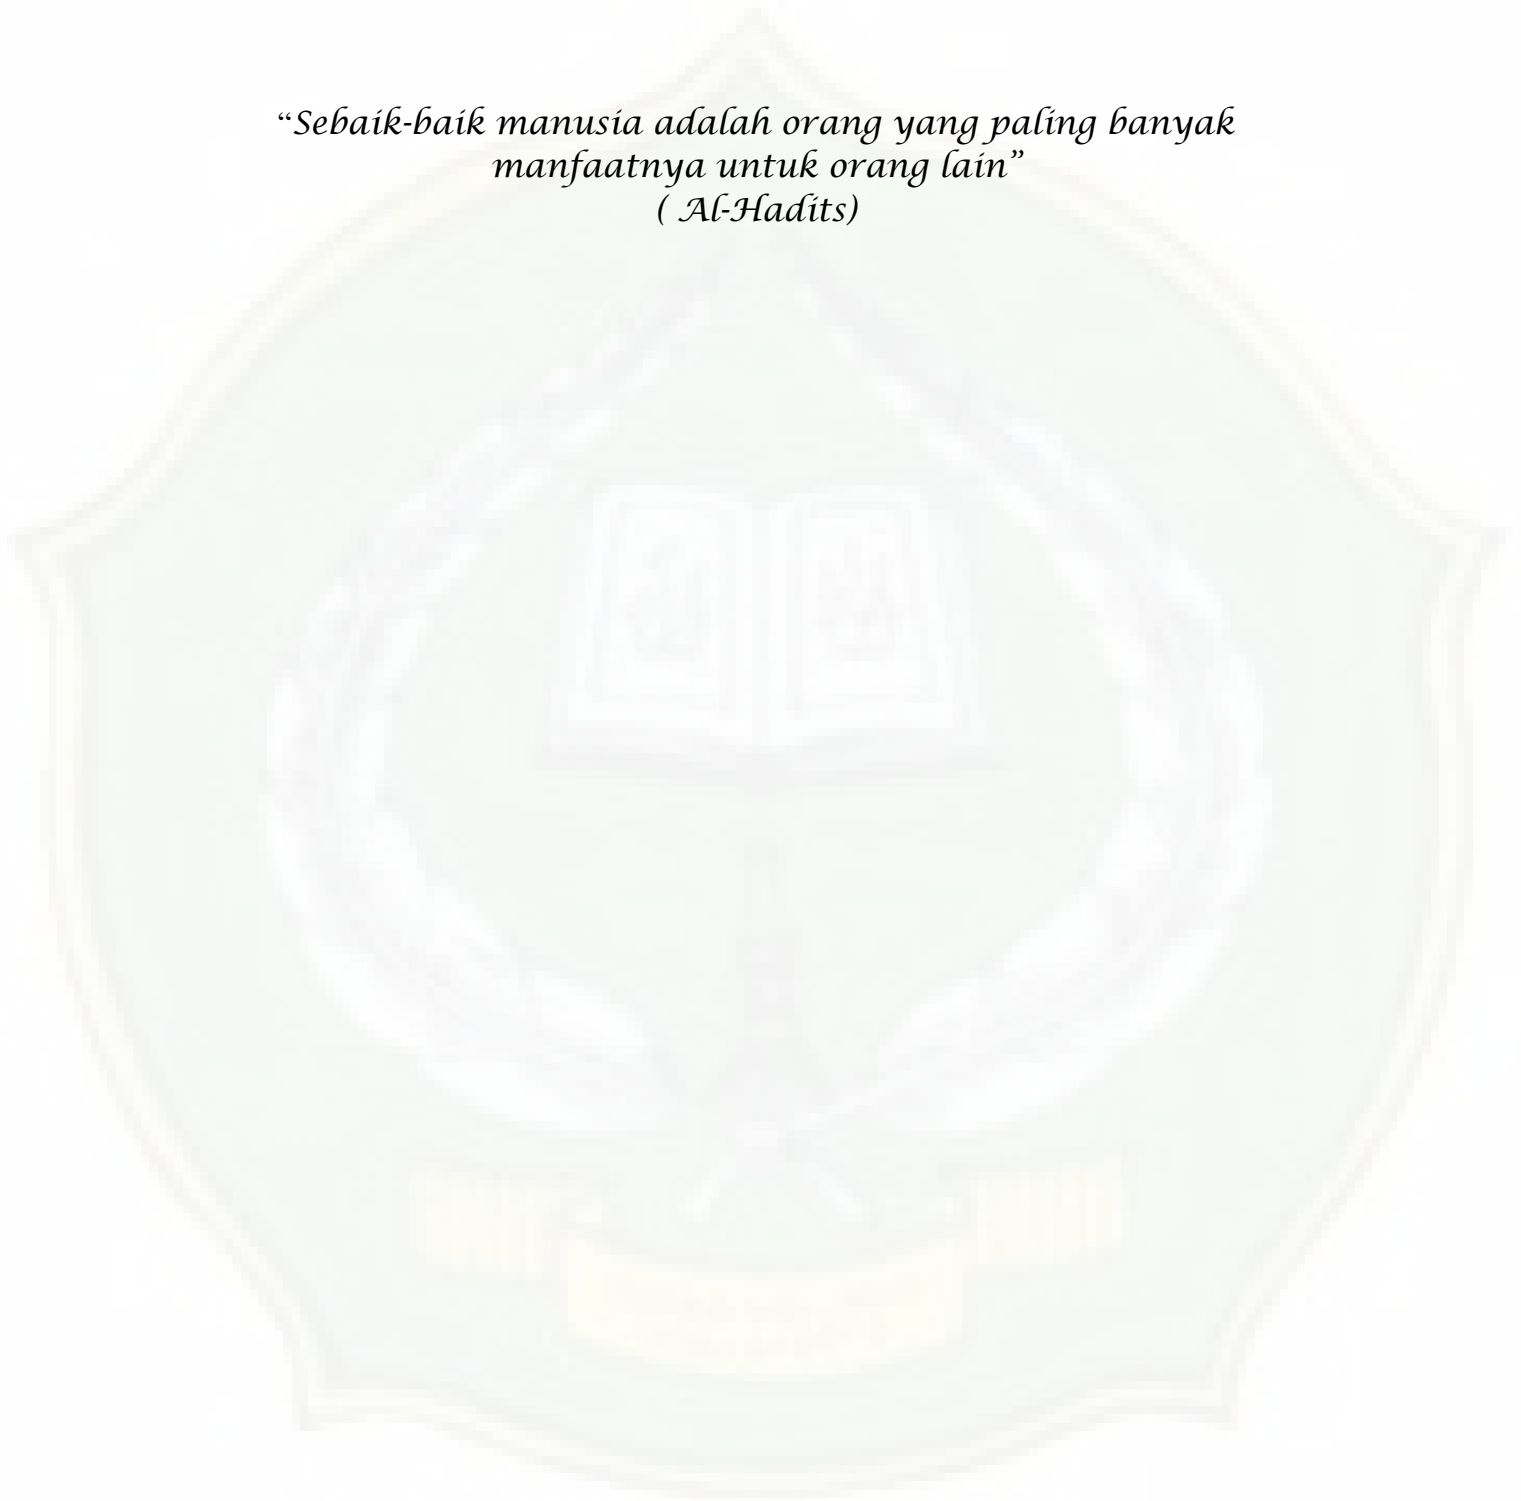 “Sebaik-baik manusia adalah orang yang paling banyak
manfaatnya untuk orang lain”
( Al-Hadits)